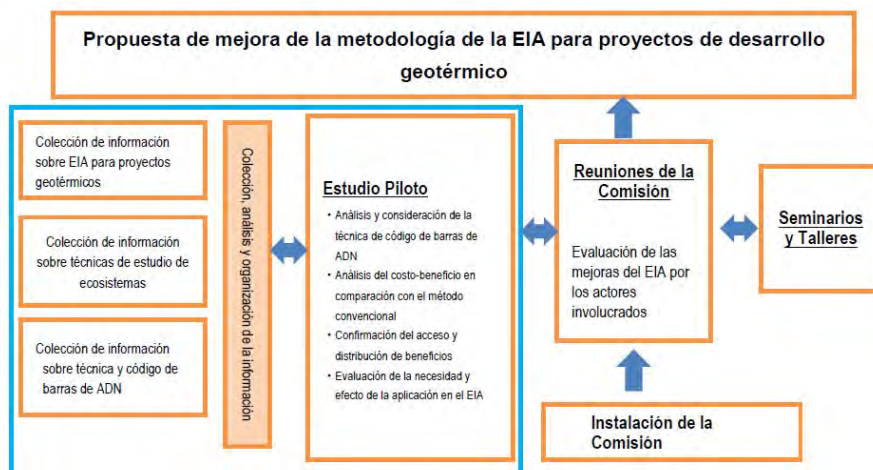 Propuesta de mejora de la metodología de la EIA para proyectos de desarrollo
geotérmico
Colección de información
sobre EIA para proyectos
geotérmicos
Colección de información
sobre técnicas de estudio de
ecosistemas
Colección de información
sobre técnica y código de
barras de ADN
Colección, análisis y organización de la información
Estudio Piloto
• Análisis y consideración de la
técnica de código de barras de
ADN
• Análisis del costo-beneficio en
comparación con el método
convencional
• Confirmación del acceso y
distribución de beneficios
• Evaluación de la necesidad y
efecto de la aplicación en el EIA
Reuniones de la
Comisión
Evaluación de las
mejoras del EIA por
los actores
involucrados
Instalación de la
Comisión
Seminarios
y Talleres